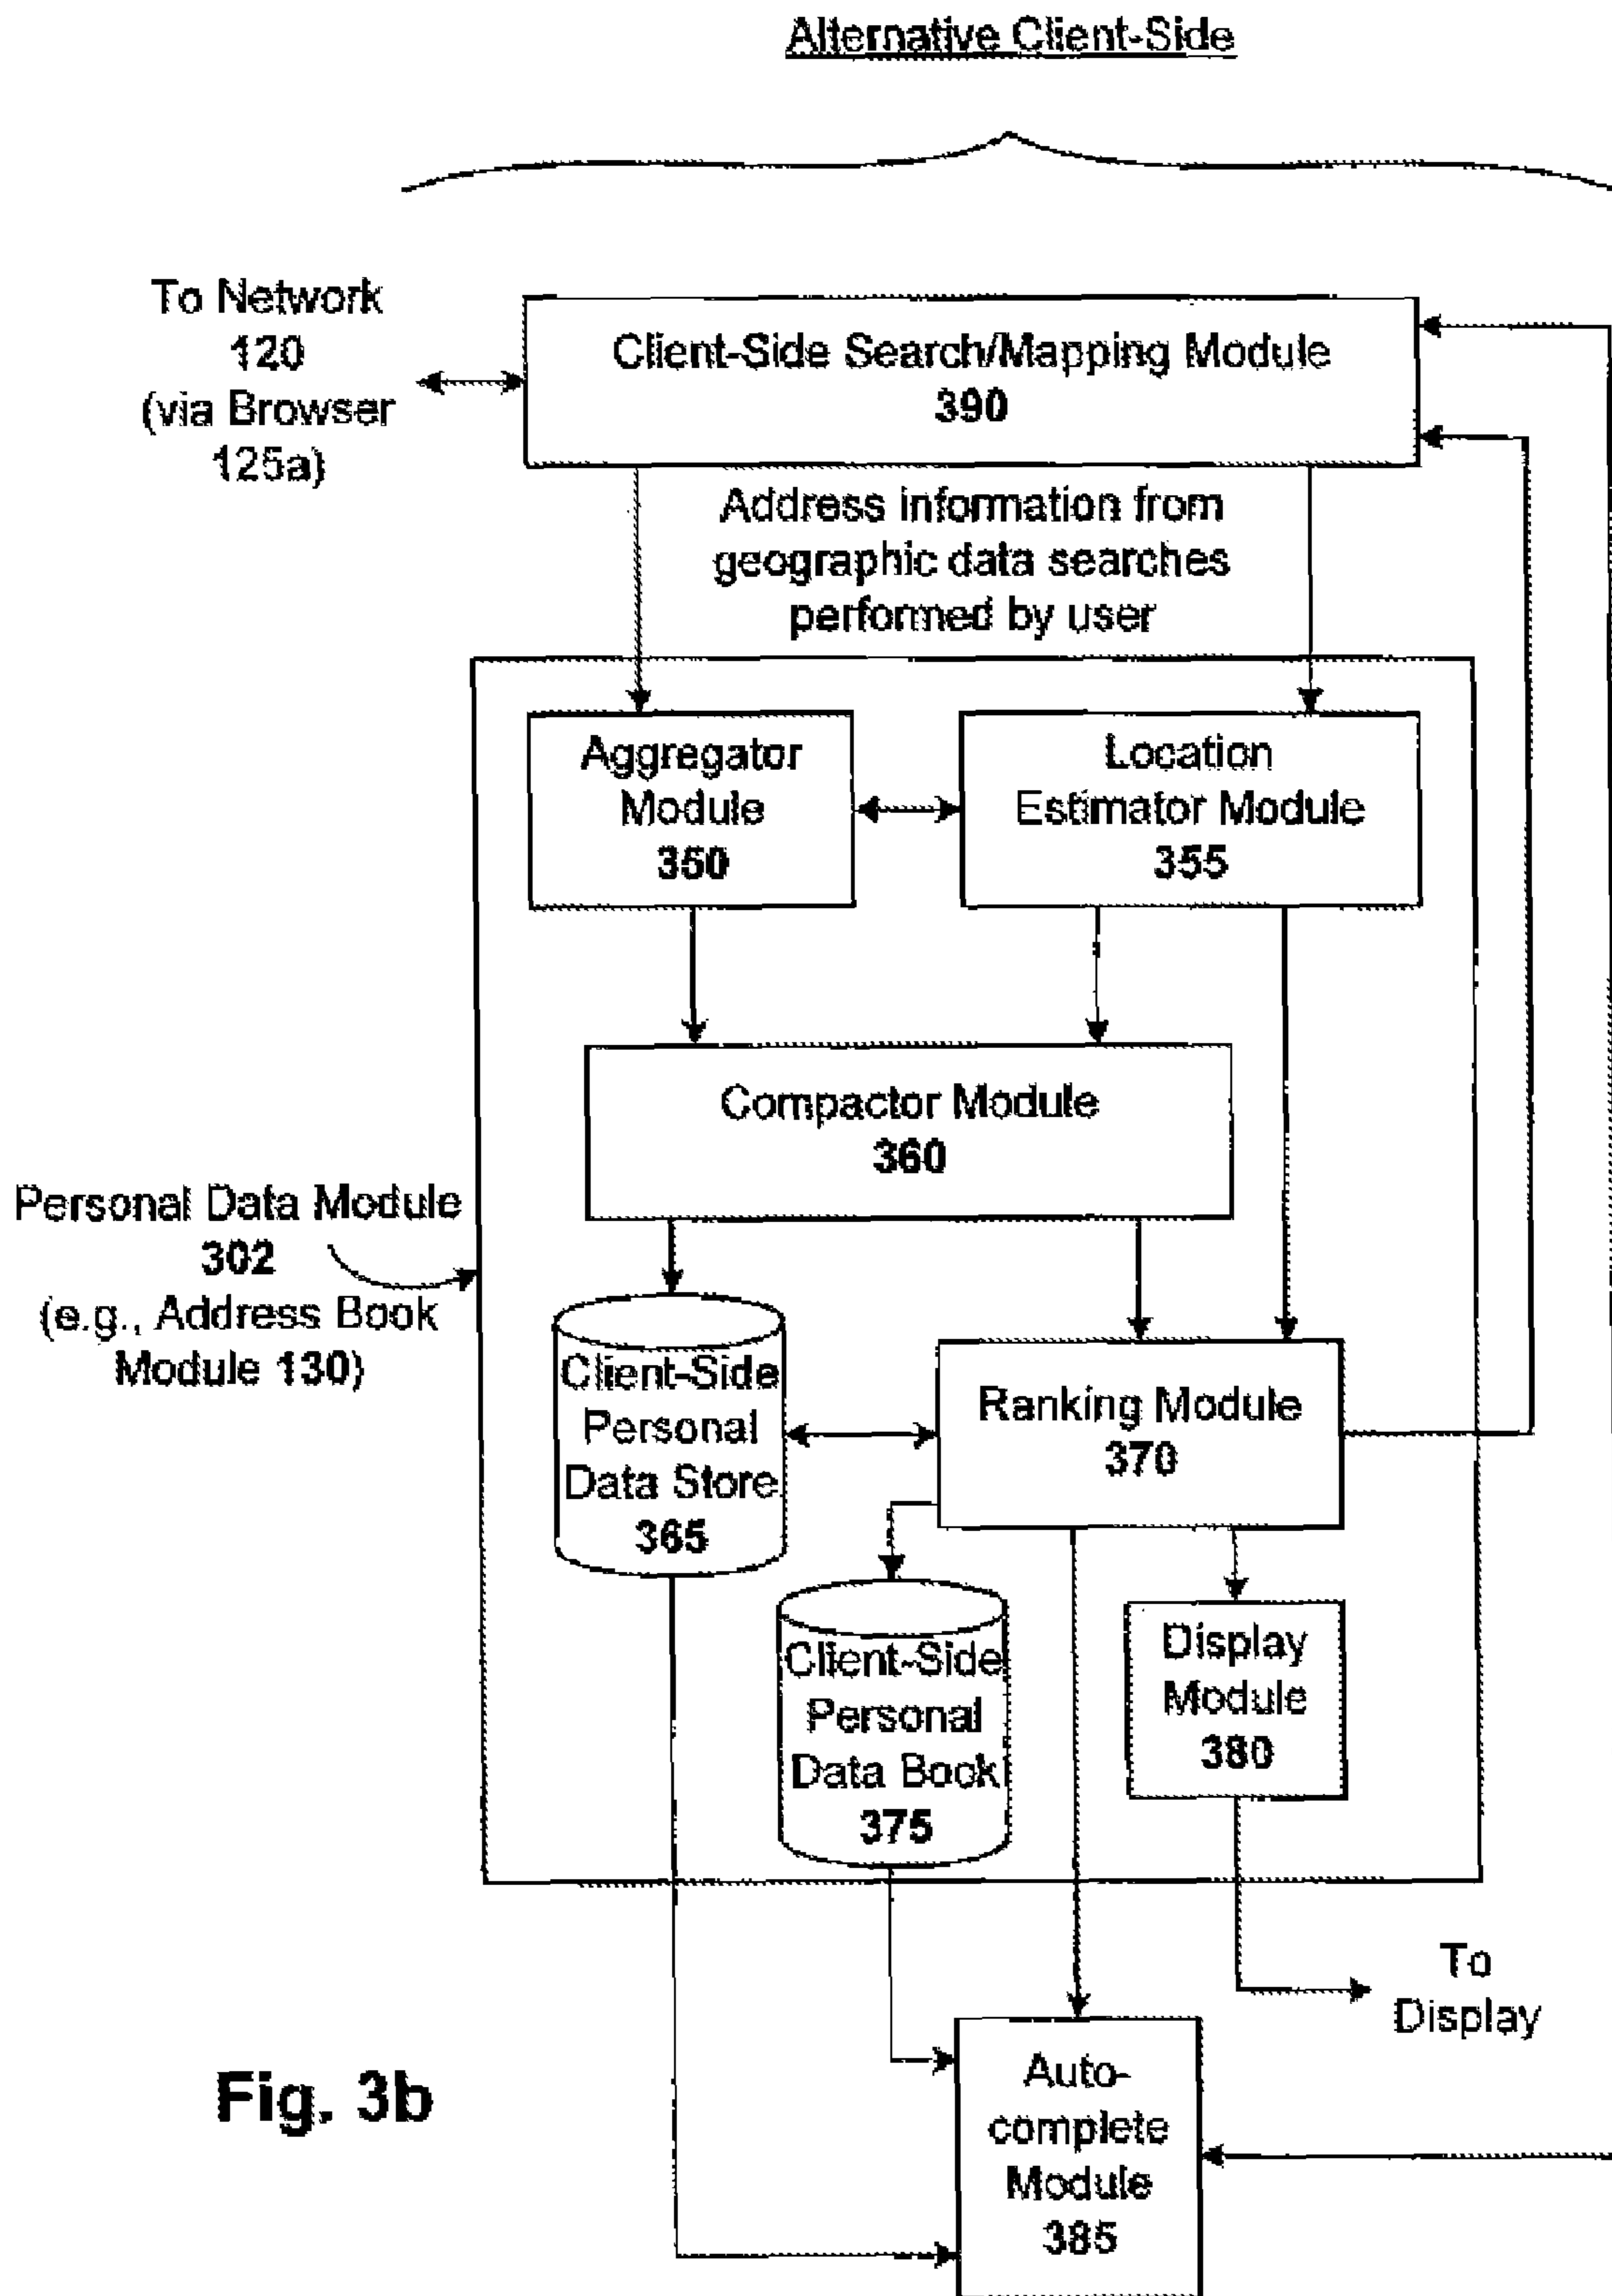 Alternative Client-Side
To Network
120
(via Browser
125a)
Client-Side Search/Mapping Module
390
Address information from
geographic data searches
performed by user
Aggregator
Module
350
Location
Estimator Module
355
Compactor Module
360
Personal Data Module
302
(e.g., Address Book
Module 130)
Client-Side
Personal
Data Store
365
Ranking Module
370
Client-Side
Personal
Data Book
375
Display
Module
380
To
Display
Auto-
complete
Module
385
Fig. 3b